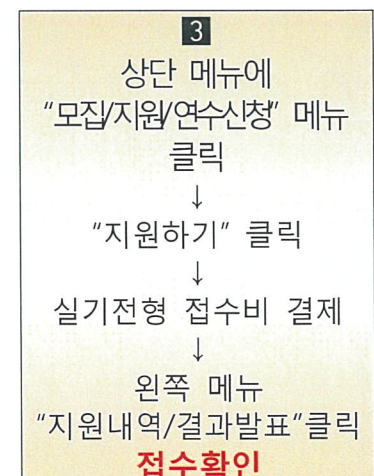 3
상단 메뉴에
"모집/지원/연수신청" 메뉴
클릭
↓
"지원하기" 클릭
↓
실기전형 접수비 결제
↓
왼쪽 메뉴
"지원내역/결과발표"클릭
접수확인